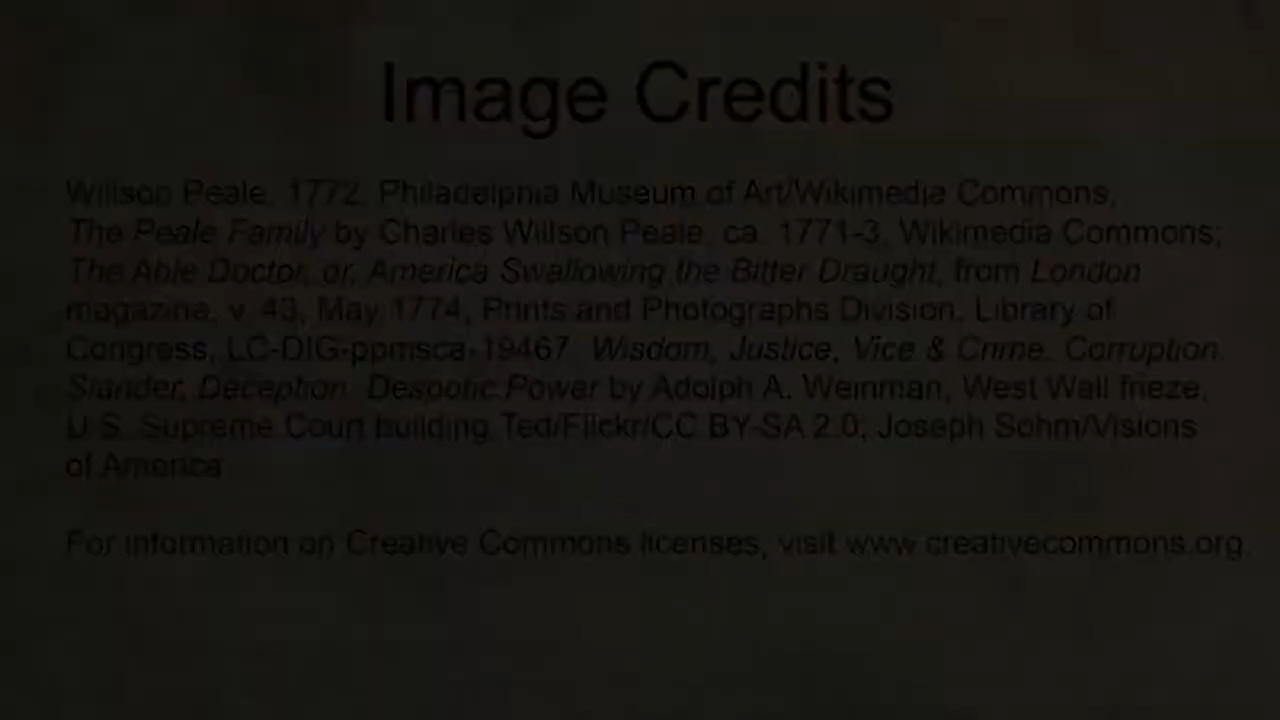 Image Credits
Willson Peale, 1772, Philadelphia Museum of Art/Wikimedia Commons,
The Peale Family by Charles Willson Peale, ca. 1771-3, Wikimedia Commons;
The Able Doctor, or, America Swallowing the Bitter Draught, from London
magazine, v. 43, May 1774, Prints and Photographs Division, Library of
Congress, LC-DIG-ppmsca-19467, Wisdom, Justice, Vice & Crime, Corruption,
Slander, Deception, Despotic Power by Adolph A. Weinman, West Wall frieze,
U.S. Supreme Court building, Ted/Flickr/CC BY-SA 2.0; Joseph Sohm/Visions
of America
For information on Creative Commons licenses, visit www.creativecommons.org.